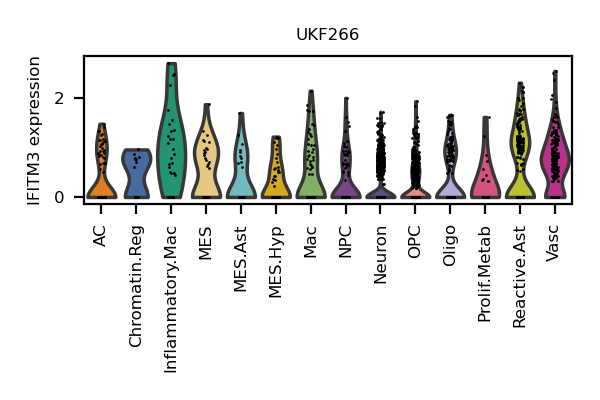 UKF266
IFITM3 expression
2
0
AC
Chromatin.Reg
Inflammatory.Mac
MES
MES.Ast
MES.Hyp
Mac
NPC
Neuron
OPC
Oligo
Prolif.Metab
Reactive.Ast
Vasc